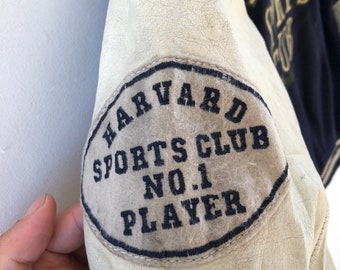 HARVARD
SPORTS CLUB
NO.1
PLAYER